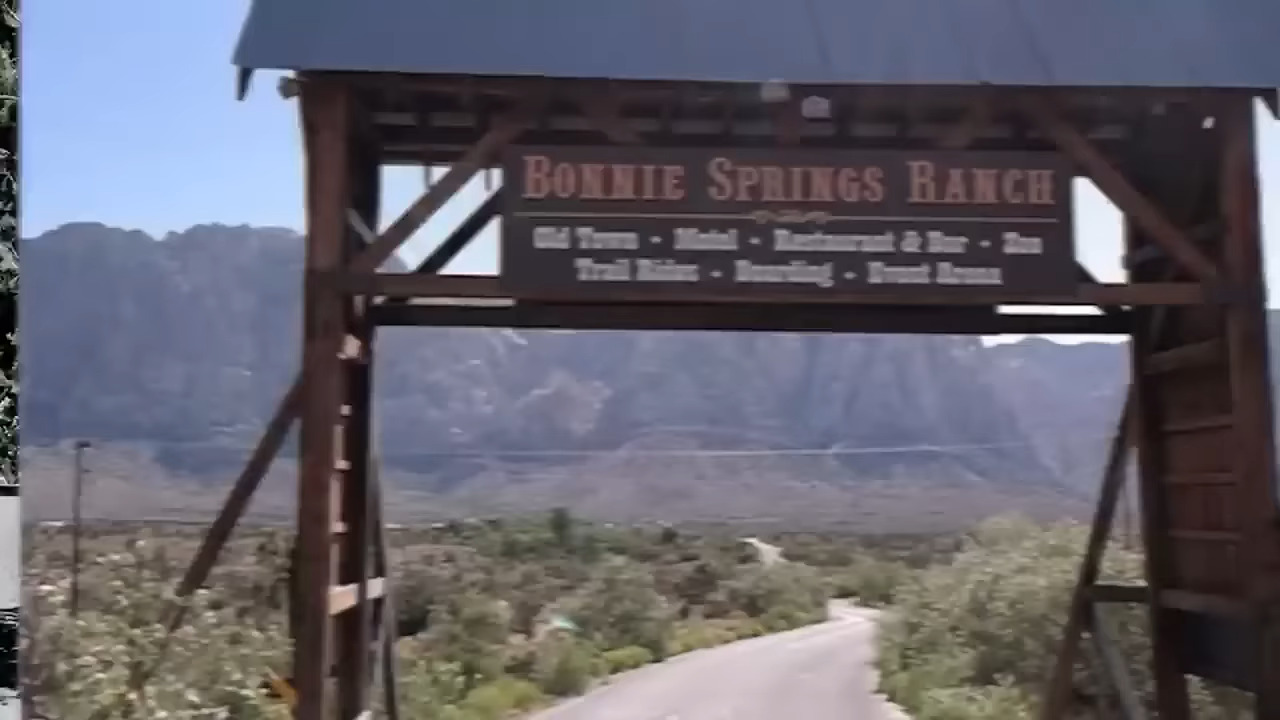 BONNIE SPRINGS RANCH
Old Town - Motel - Restaurant & Bar - Zoo
Trail Rides - Boarding - Event Arena